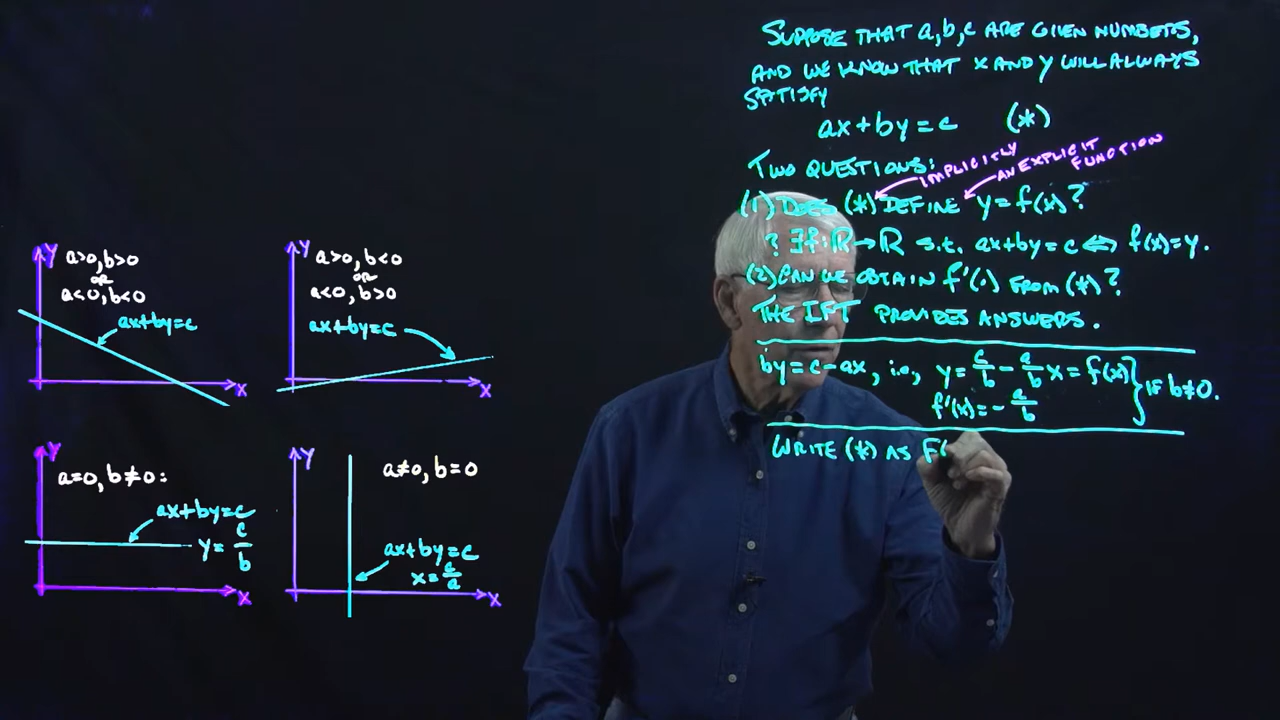 SUPPOSE THAT a, b, c ARE GIVEN NUMBERS,
AND WE KNOW THAT x AND y WILL ALWAYS
SATISFY
ax+by=c (*)
TWO QUESTIONS:
IMPLICITLY
AN EXPLICIT
FUNCTION
(1) DOES (*) DEFINE y=f(x)?
? ∃f:ℝ→ℝ s.t. ax+by=c ⇔ f(x)=y.
(2) CAN WE OBTAIN f'(·) FROM (*)?
THE IFT PROVIDES ANSWERS.
by=c-ax, i.e., y=c/b-a/b x=f(x) } IF b≠0.
f'(x)=-a/b
WRITE (*) AS F(
Y
a>0, b>0
OR
a<0, b<0
ax+by=c
X
Y
a>0, b<0
OR
a<0, b>0
ax+by=c
X
Y
a=0, b≠0:
ax+by=c
y=c/b
X
Y
a≠0, b=0
ax+by=c
x=c/a
X